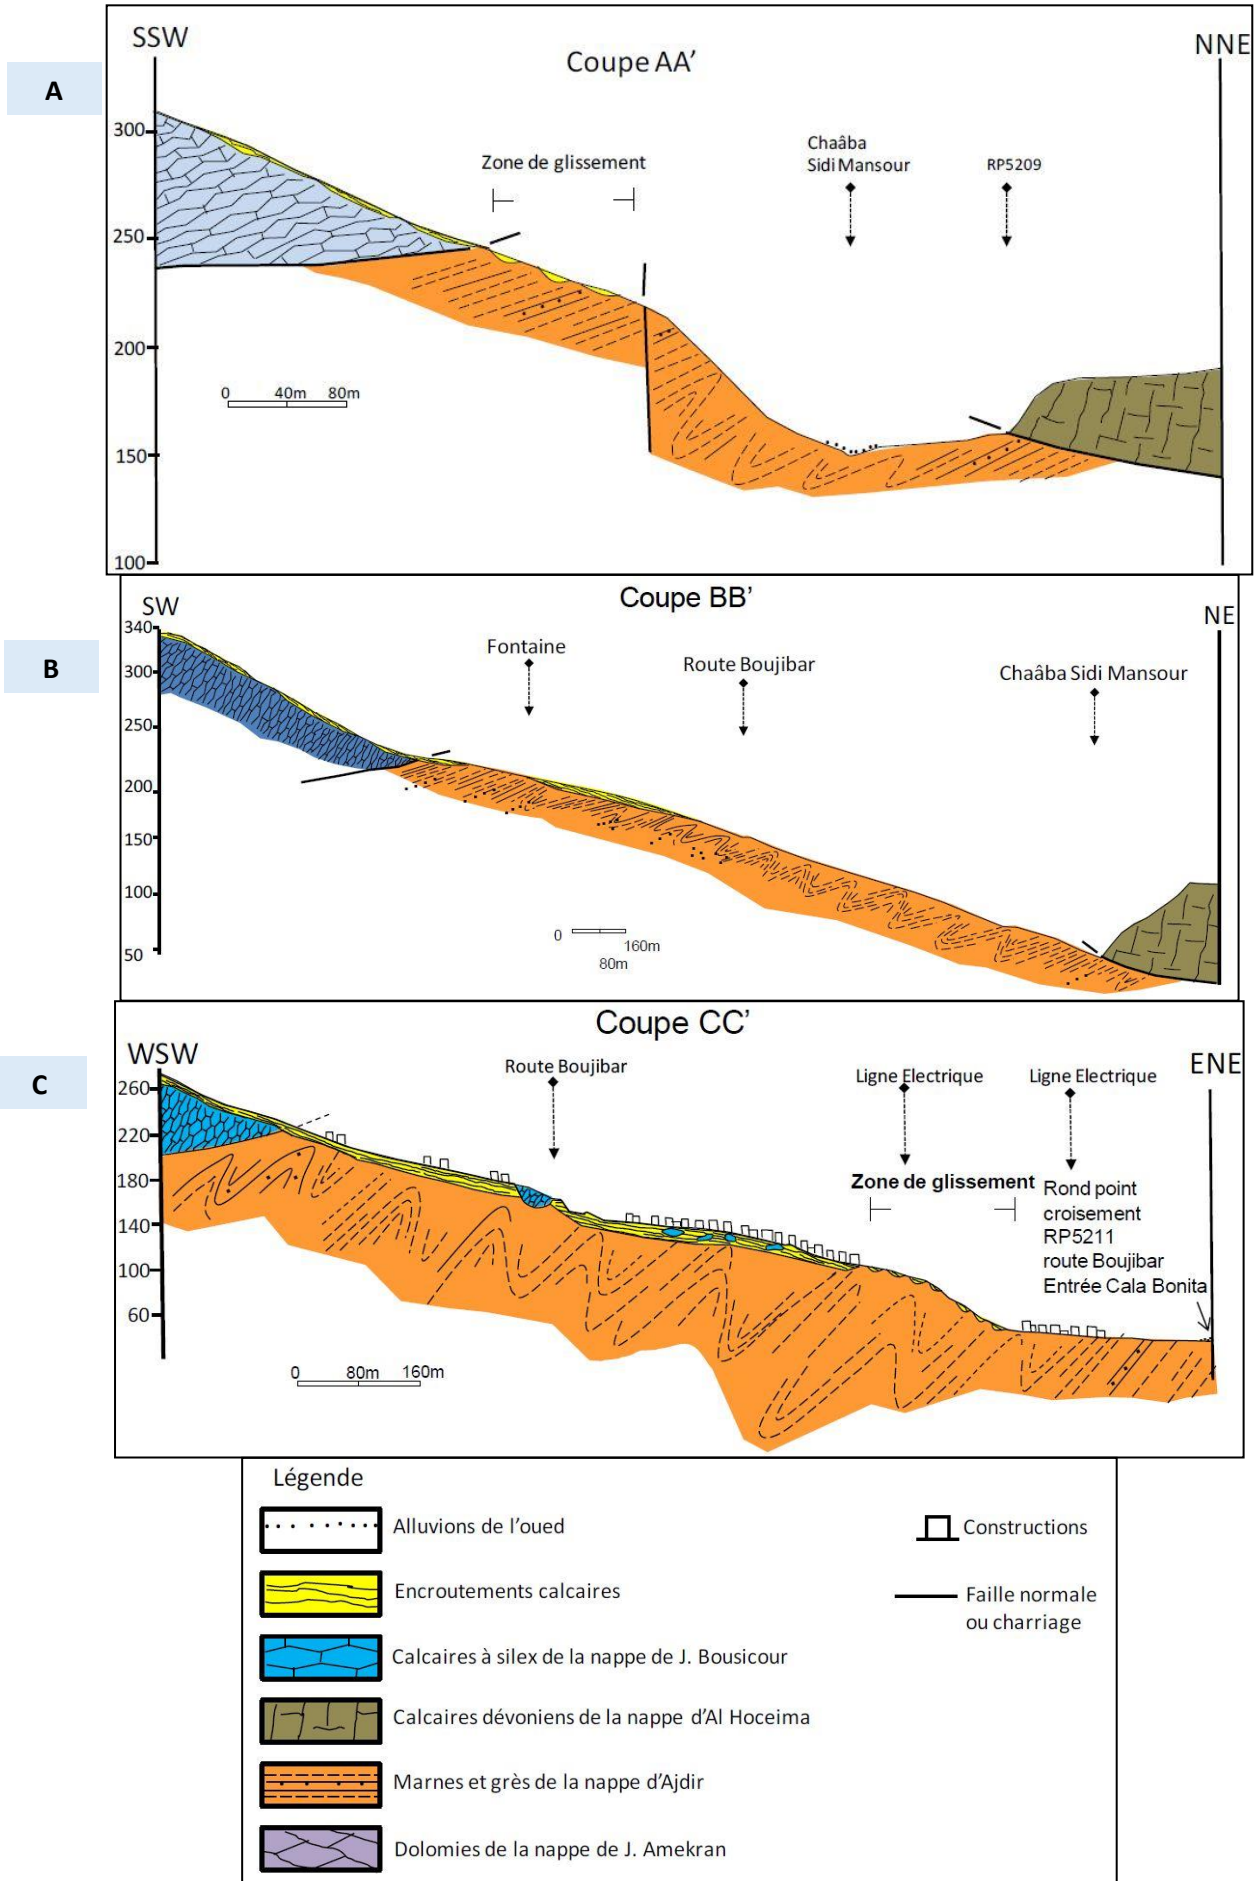 A
SSW
Coupe AA’
NNE
300
250
200
150
100
Zone de glissement
Chaâba
Sidi Mansour
RP5209
0 40m 80m
B
SW
Coupe BB’
NE
340
300
250
200
150
100
50
Fontaine
Route Boujibar
Chaâba Sidi Mansour
0
160m
80m
C
WSW
Coupe CC’
ENE
260
220
180
140
100
60
Route Boujibar
Ligne Electrique
Ligne Electrique
Zone de glissement
Rond point
croisement
RP5211
route Boujibar
Entrée Cala Bonita
0 80m 160m
Légende
Alluvions de l’oued
Constructions
Encroutements calcaires
Faille normale
ou charriage
Calcaires à silex de la nappe de J. Bousicour
Calcaires dévoniens de la nappe d’Al Hoceima
Marnes et grès de la nappe d’Ajdir
Dolomies de la nappe de J. Amekran